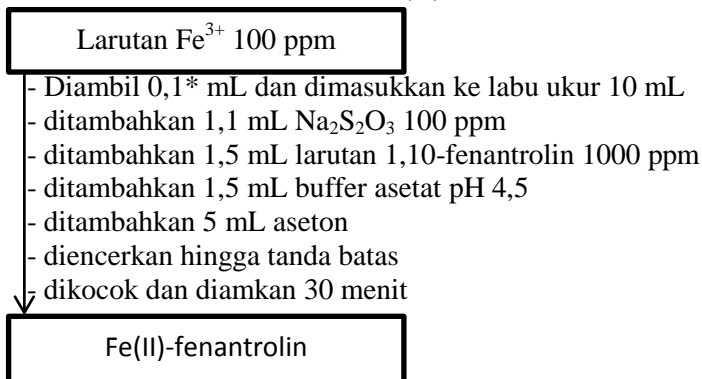 Larutan Fe³⁺ 100 ppm
- Diambil 0,1* mL dan dimasukkan ke labu ukur 10 mL
- ditambahkan 1,1 mL Na₂S₂O₃ 100 ppm
- ditambahkan 1,5 mL larutan 1,10-fenantrolin 1000 ppm
- ditambahkan 1,5 mL buffer asetat pH 4,5
- ditambahkan 5 mL aseton
- diencerkan hingga tanda batas
- dikocok dan diamkan 30 menit
Fe(II)-fenantrolin